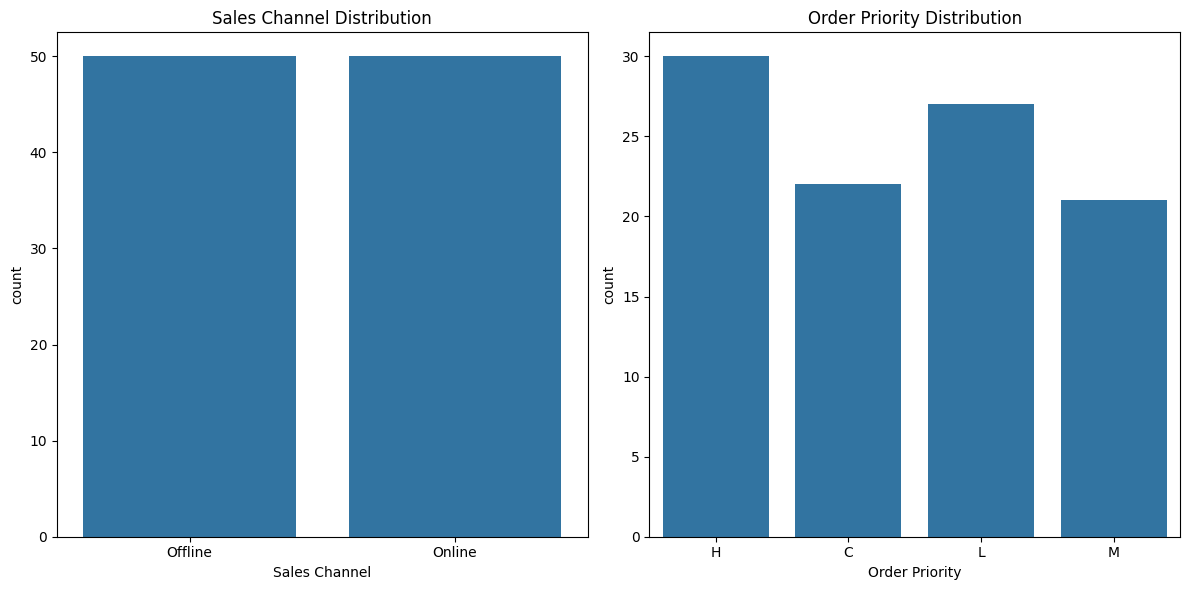 Sales Channel Distribution
count
50
40
30
20
10
0
Offline Online
Sales Channel
Order Priority Distribution
count
30
25
20
15
10
5
0
H C L M
Order Priority